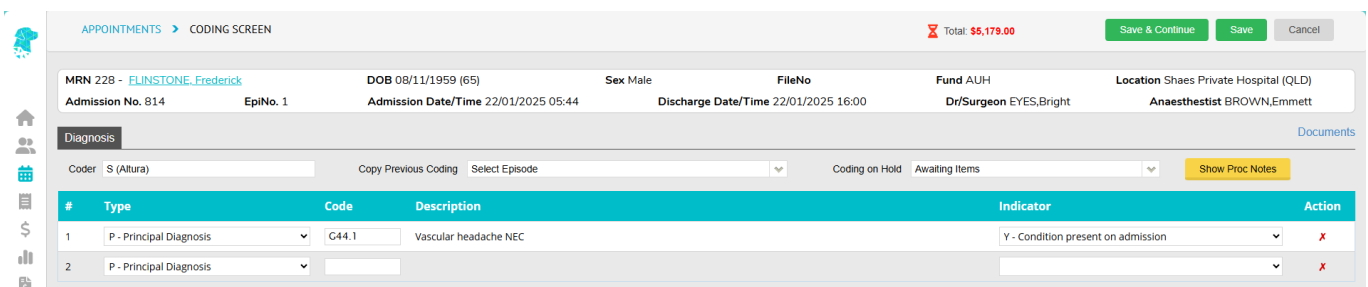 APPOINTMENTS > CODING SCREEN Total: $5,179.00 Save & Continue Save Cancel
MRN 228 - FLINSTONE, Frederick DOB 08/11/1959 (65) Sex Male FileNo Fund AUH Location Shaes Private Hospital (QLD)
Admission No. 814 EpiNo. 1 Admission Date/Time 22/01/2025 05:44 Discharge Date/Time 22/01/2025 16:00 Dr/Surgeon EYES,Bright Anaesthestist BROWN,Emmett
Diagnosis Documents
Coder S (Altura) Copy Previous Coding Select Episode Coding on Hold Awaiting Items Show Proc Notes
# Type Code Description Indicator Action
1 P - Principal Diagnosis G44.1 Vascular headache NEC Y - Condition present on admission ✗
2 P - Principal Diagnosis ✗